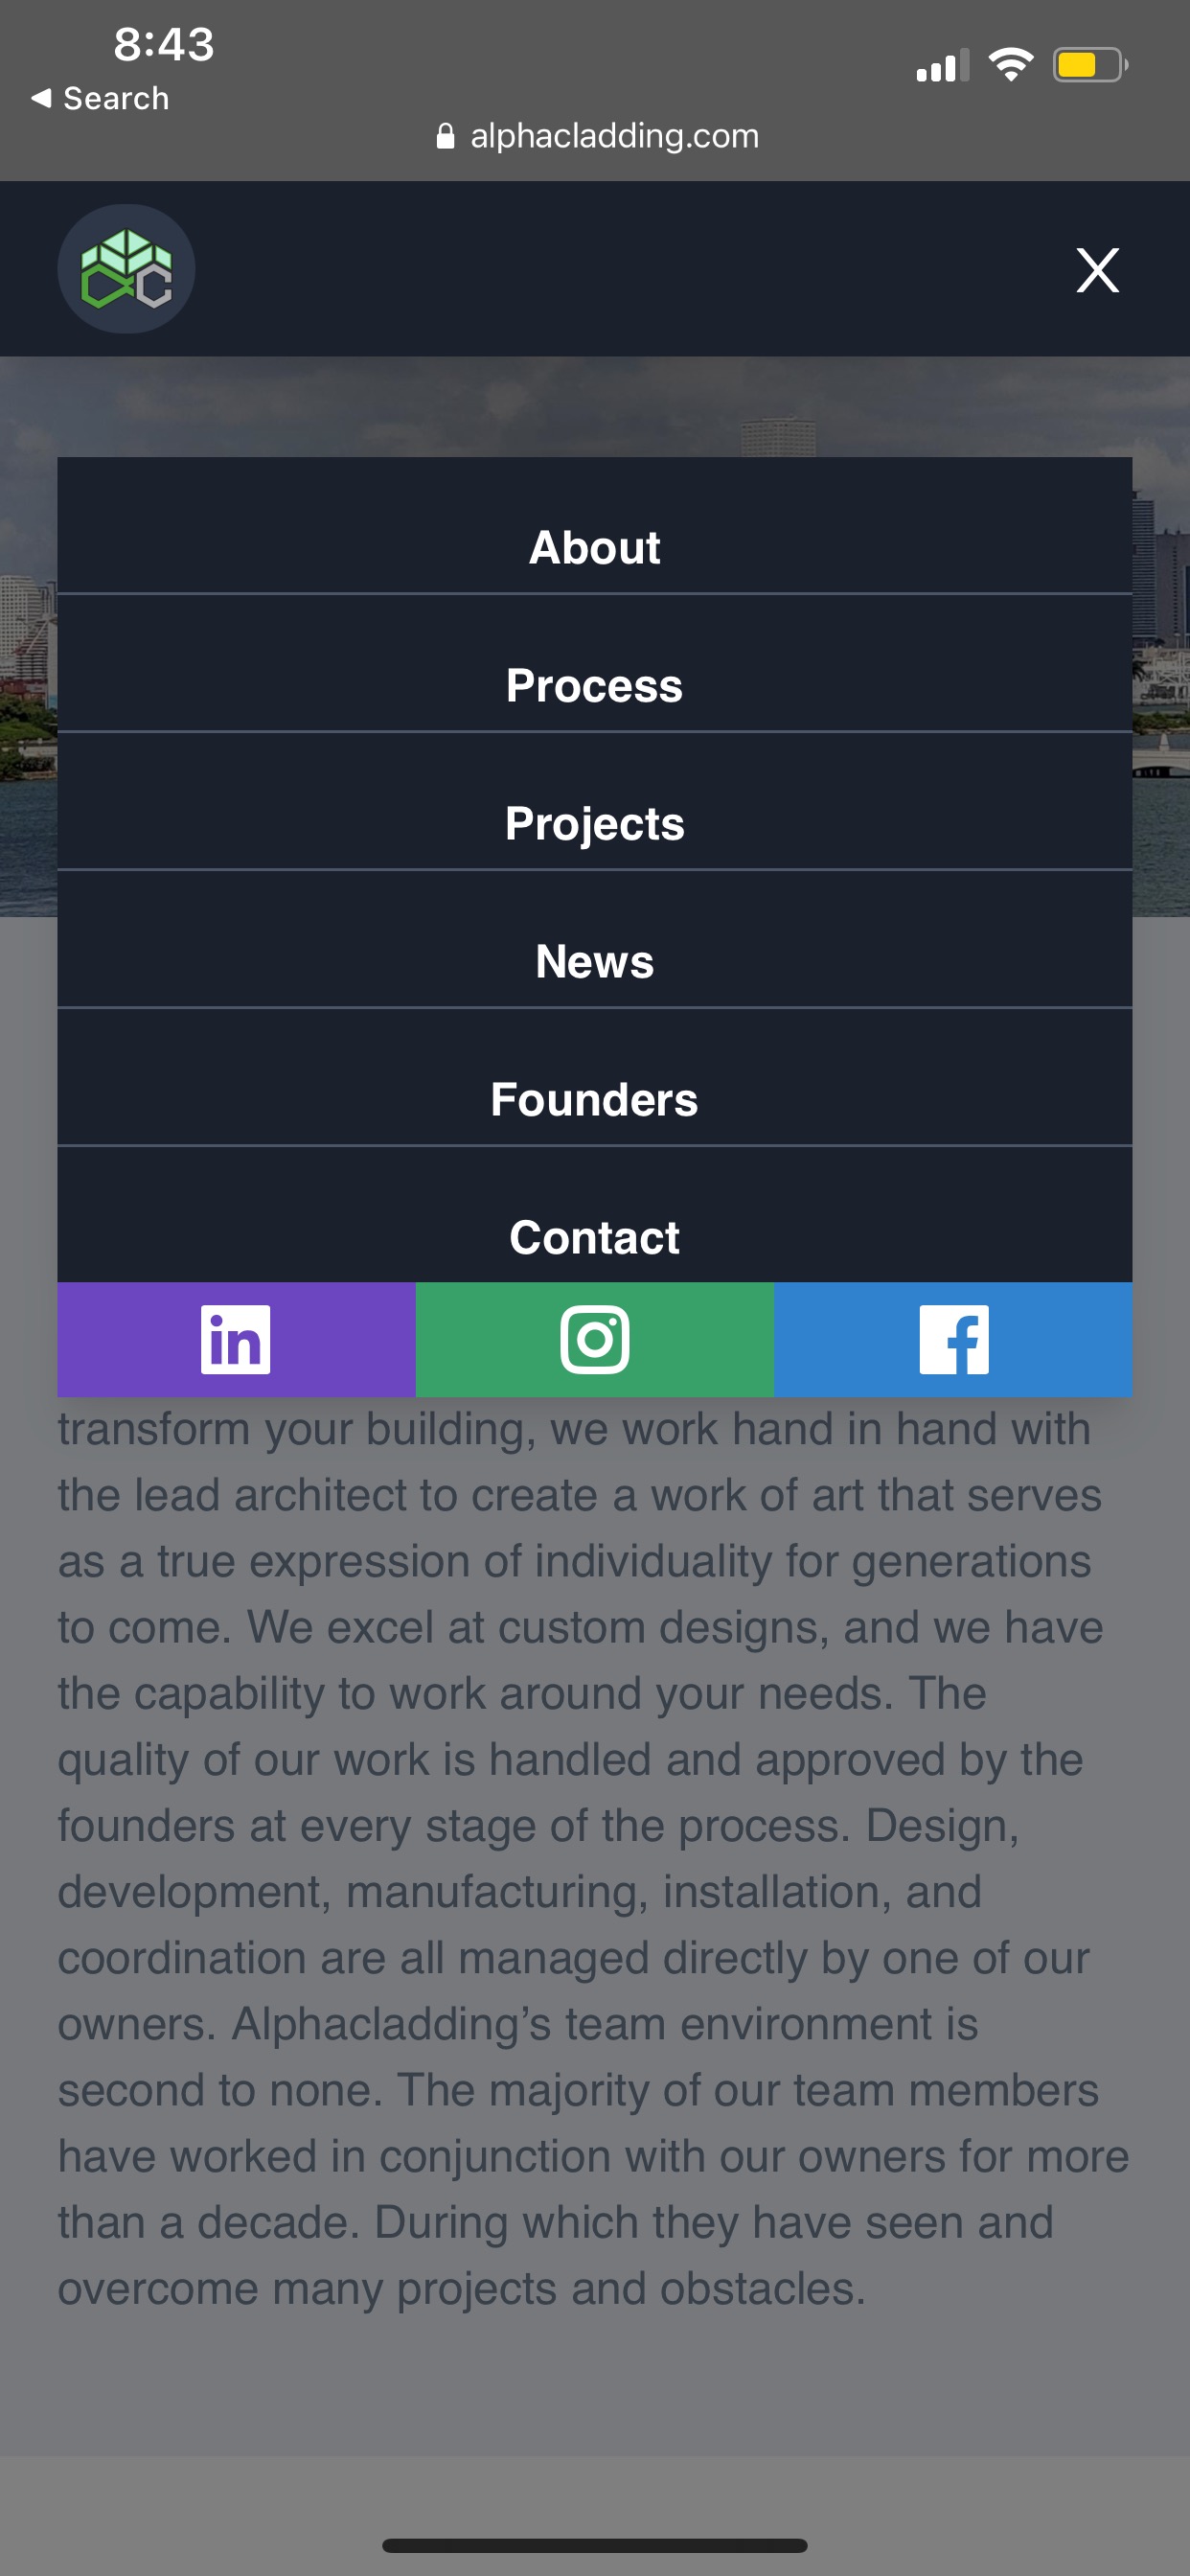 8:43
Search
alphacladding.com
X
About
Process
Projects
News
Founders
Contact
transform your building, we work hand in hand with
the lead architect to create a work of art that serves
as a true expression of individuality for generations
to come. We excel at custom designs, and we have
the capability to work around your needs. The
quality of our work is handled and approved by the
founders at every stage of the process. Design,
development, manufacturing, installation, and
coordination are all managed directly by one of our
owners. Alphacladding’s team environment is
second to none. The majority of our team members
have worked in conjunction with our owners for more
than a decade. During which they have seen and
overcome many projects and obstacles.